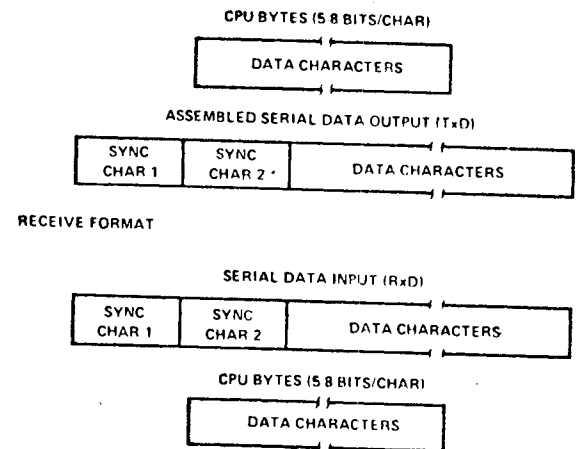 CPU BYTES (5 8 BITS/CHAR)
DATA CHARACTERS
ASSEMBLED SERIAL DATA OUTPUT (TxD)
SYNC CHAR 1
SYNC CHAR 2
DATA CHARACTERS
RECEIVE FORMAT
SERIAL DATA INPUT (RxD)
SYNC CHAR 1
SYNC CHAR 2
DATA CHARACTERS
CPU BYTES (5 8 BITS/CHAR)
DATA CHARACTERS